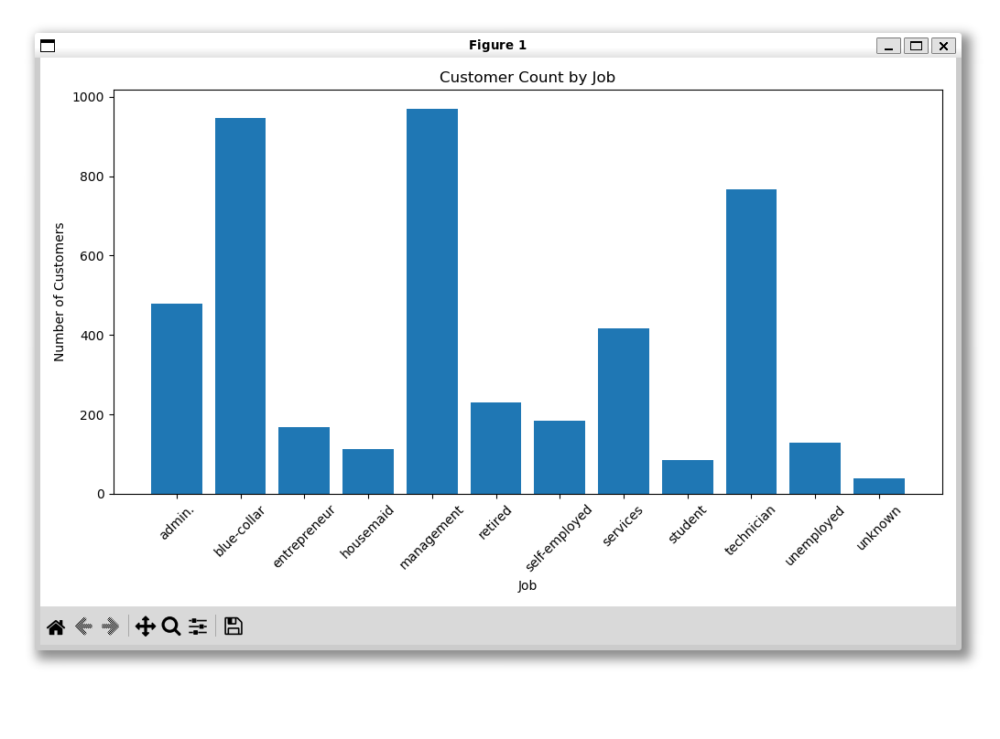 Figure 1
Customer Count by Job
1000
800
600
400
200
0
Number of Customers
admin.
blue-collar
entrepreneur
housemaid
management
retired
self-employed
services
student
technician
unemployed
unknown
Job